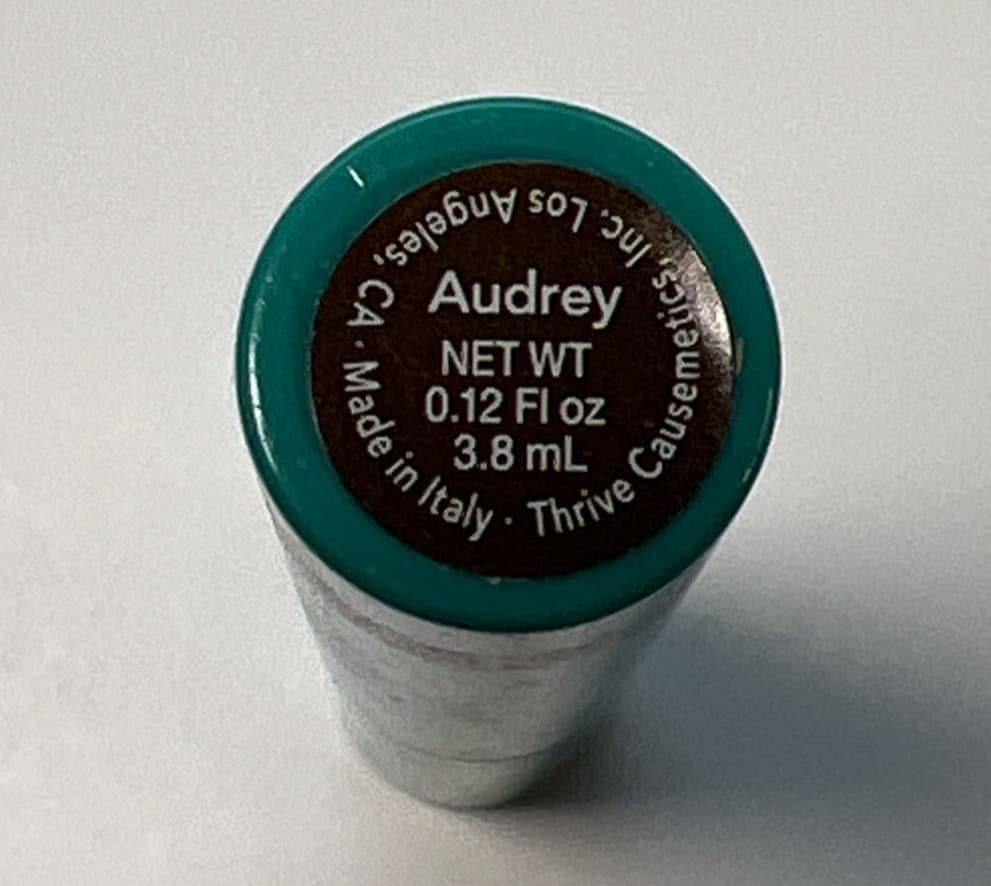 Audrey
NET WT
0.12 Fl oz
3.8 mL
Thrive Causemetics, Inc. Los Angeles, CA · Made in Italy ·